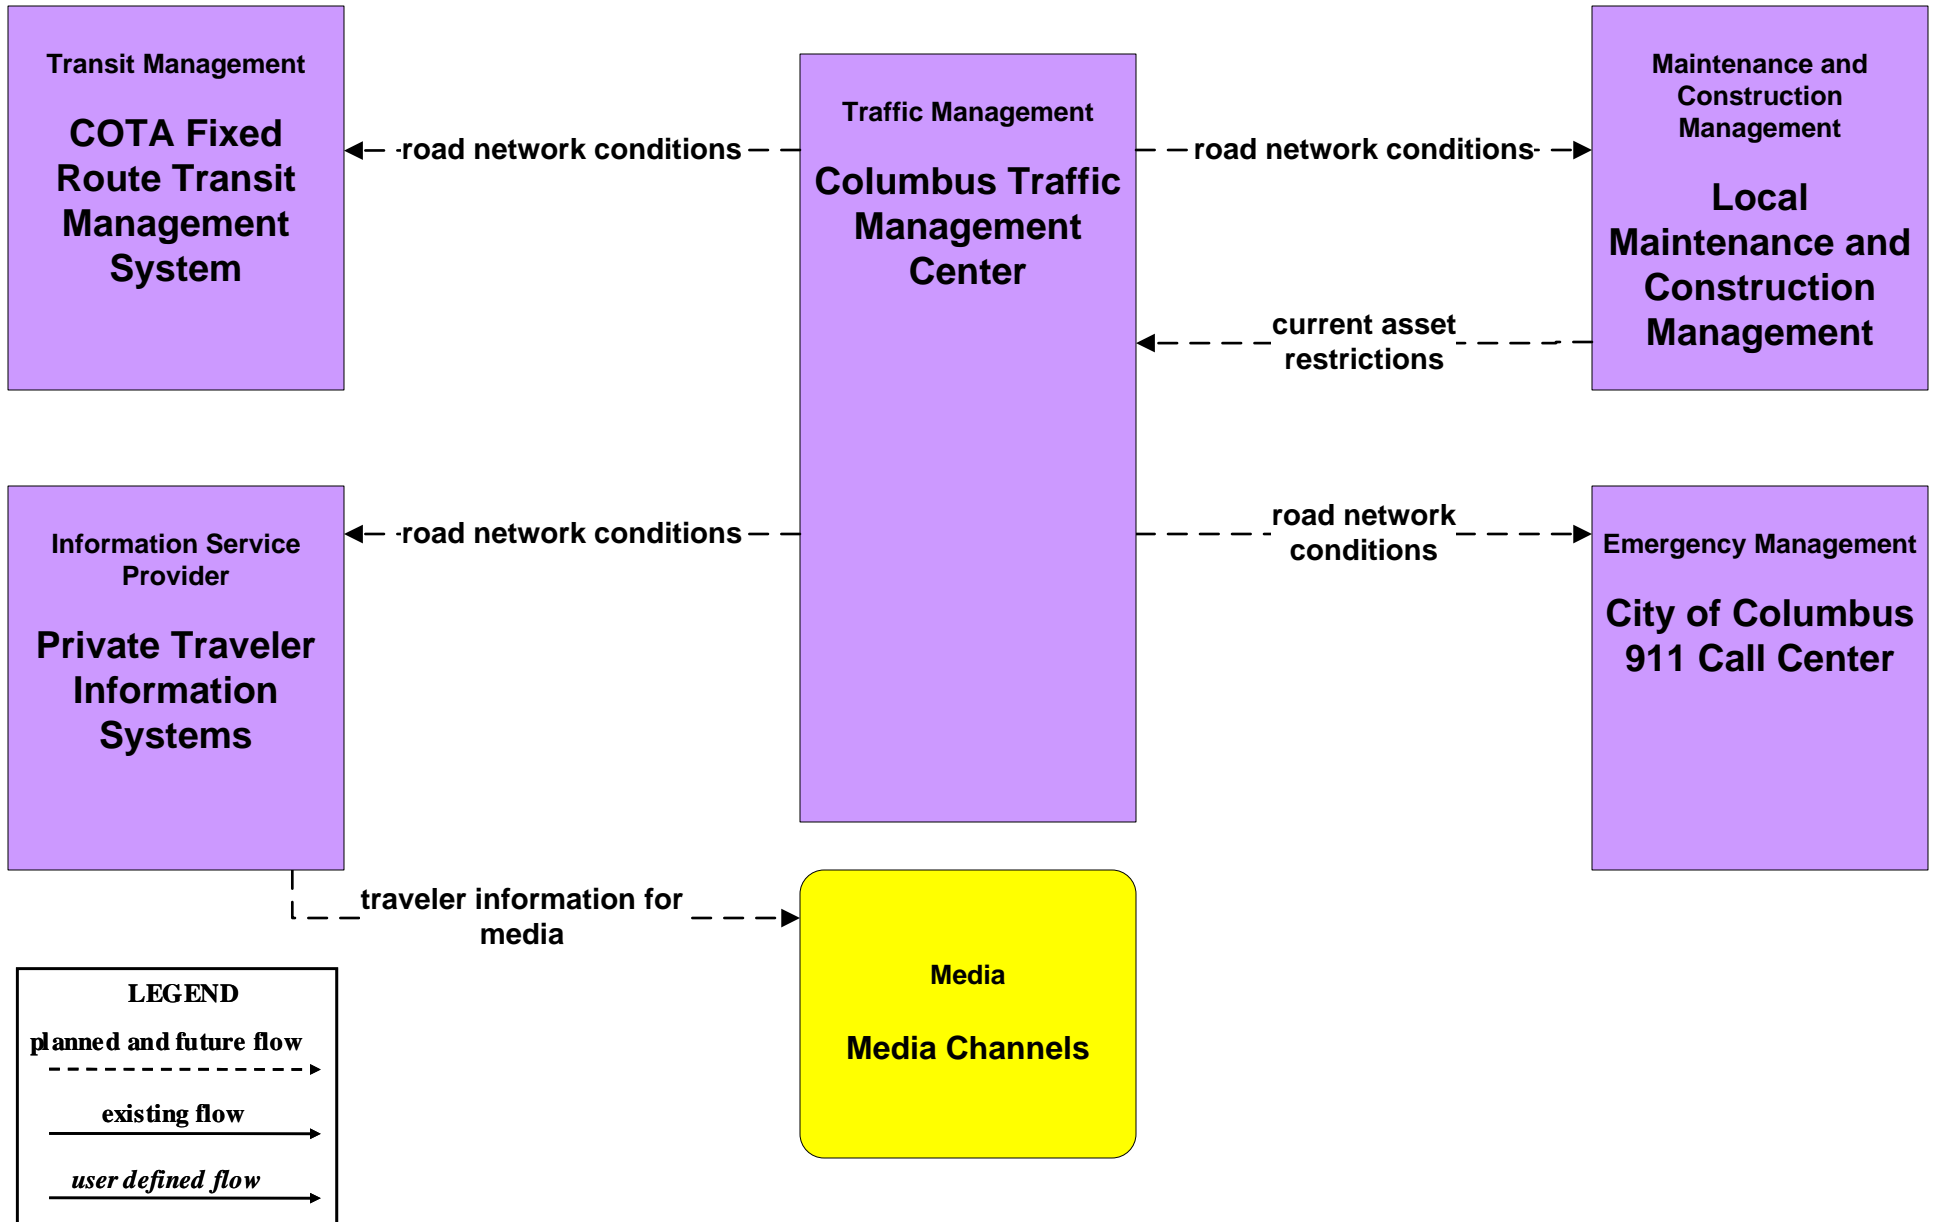 Transit Management
COTA Fixed
Route Transit
Management
System
road network conditions
Traffic Management
Columbus Traffic
Management
Center
road network conditions
Maintenance and
Construction
Management
Local
Maintenance and
Construction
Management
current asset
restrictions
Information Service
Provider
Private Traveler
Information
Systems
road network conditions
road network
conditions
Emergency Management
City of Columbus
911 Call Center
traveler information for
media
Media
Media Channels
LEGEND
planned and future flow
existing flow
user defined flow